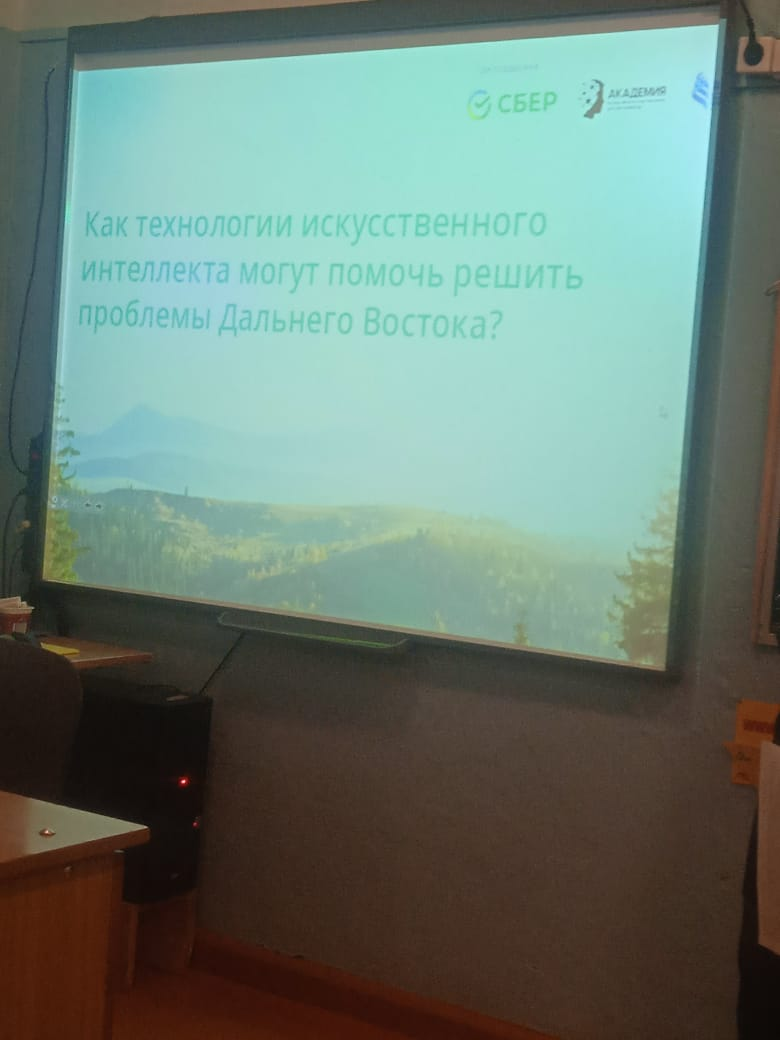 СБЕР
АКАДЕМИЯ
Как технологии искусственного
интеллекта могут помочь решить
проблемы Дальнего Востока?